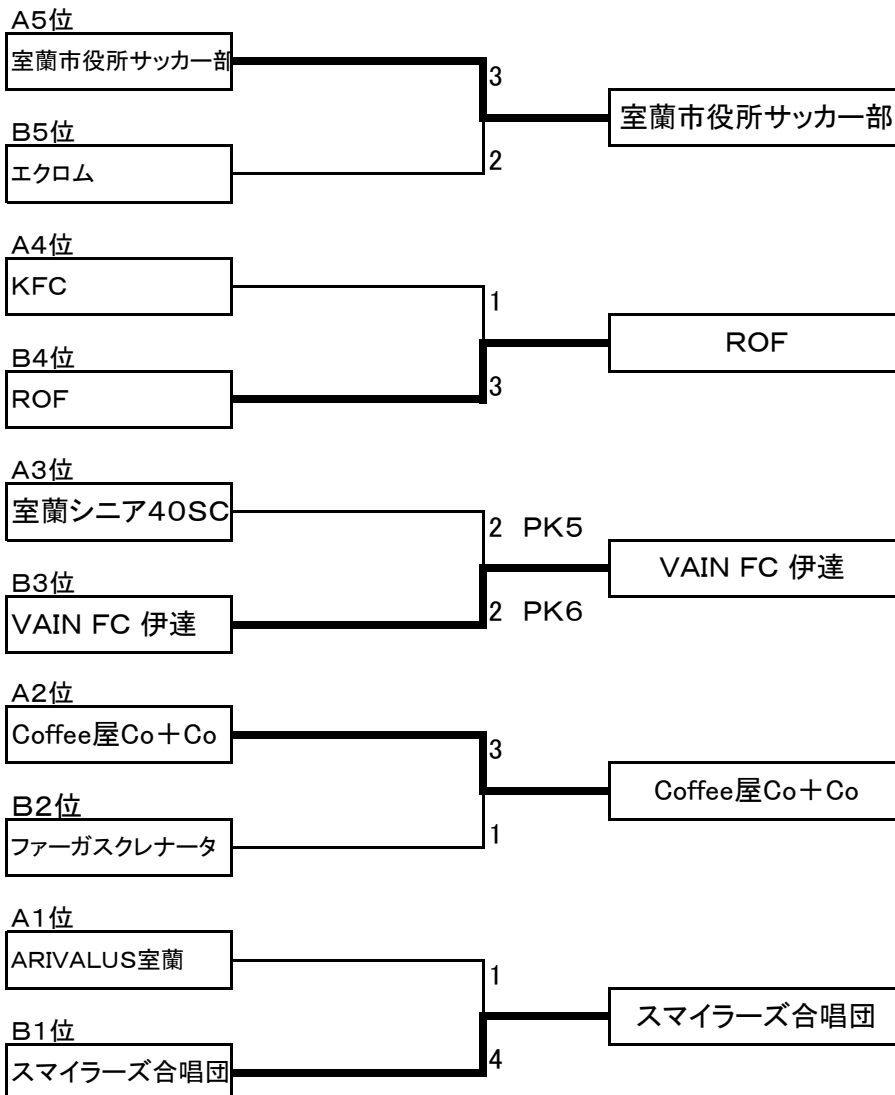 A5位
室蘭市役所サッカー部
3
室蘭市役所サッカー部
B5位
エクロム
2
A4位
KFC
1
ROF
B4位
ROF
3
A3位
室蘭シニア40SC
2 PK5
VAIN FC 伊達
B3位
VAIN FC 伊達
2 PK6
A2位
Coffee屋Co＋Co
3
Coffee屋Co＋Co
B2位
ファーガスクレナータ
1
A1位
ARIVALUS室蘭
1
スマイラーズ合唱団
B1位
スマイラーズ合唱団
4